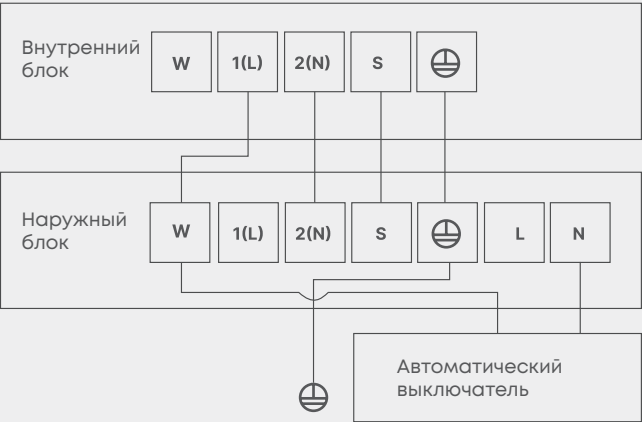 Внутренний
блок
W 1(L) 2(N) S
Наружный
блок
W 1(L) 2(N) S L N
Автоматический
выключатель